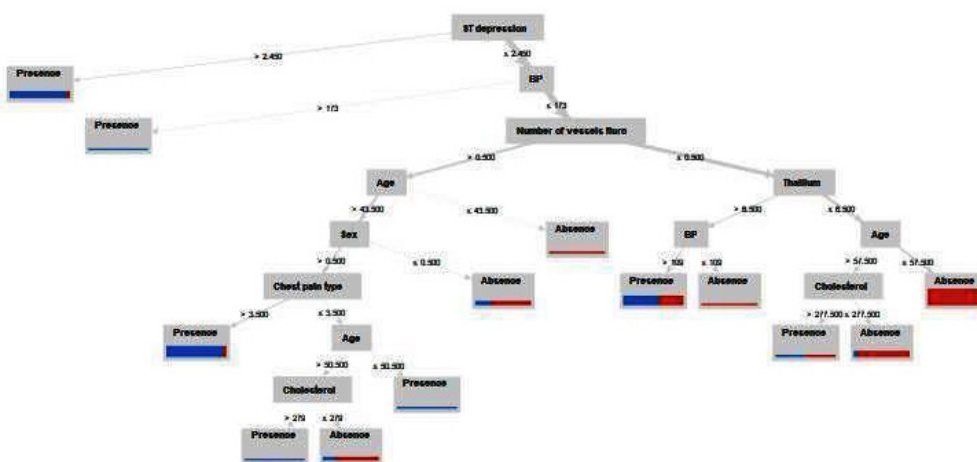 ST depression
> 2.450
≤ 2.450
Presence
BP
> 173
≤ 173
Presence
Number of vessels fluro
> 0.500
≤ 0.500
Age
Thallium
> 43.500
≤ 43.500
> 6.500
≤ 6.500
Sex
Absence
BP
Age
> 0.500
≤ 0.500
> 109
≤ 109
> 57.500
≤ 57.500
Chest pain type
Absence
Presence
Absence
Cholesterol
Absence
> 3.500
≤ 3.500
> 277.500
≤ 277.500
Presence
Age
Presence
Absence
> 50.500
≤ 50.500
Cholesterol
Presence
> 279
≤ 279
Presence
Absence